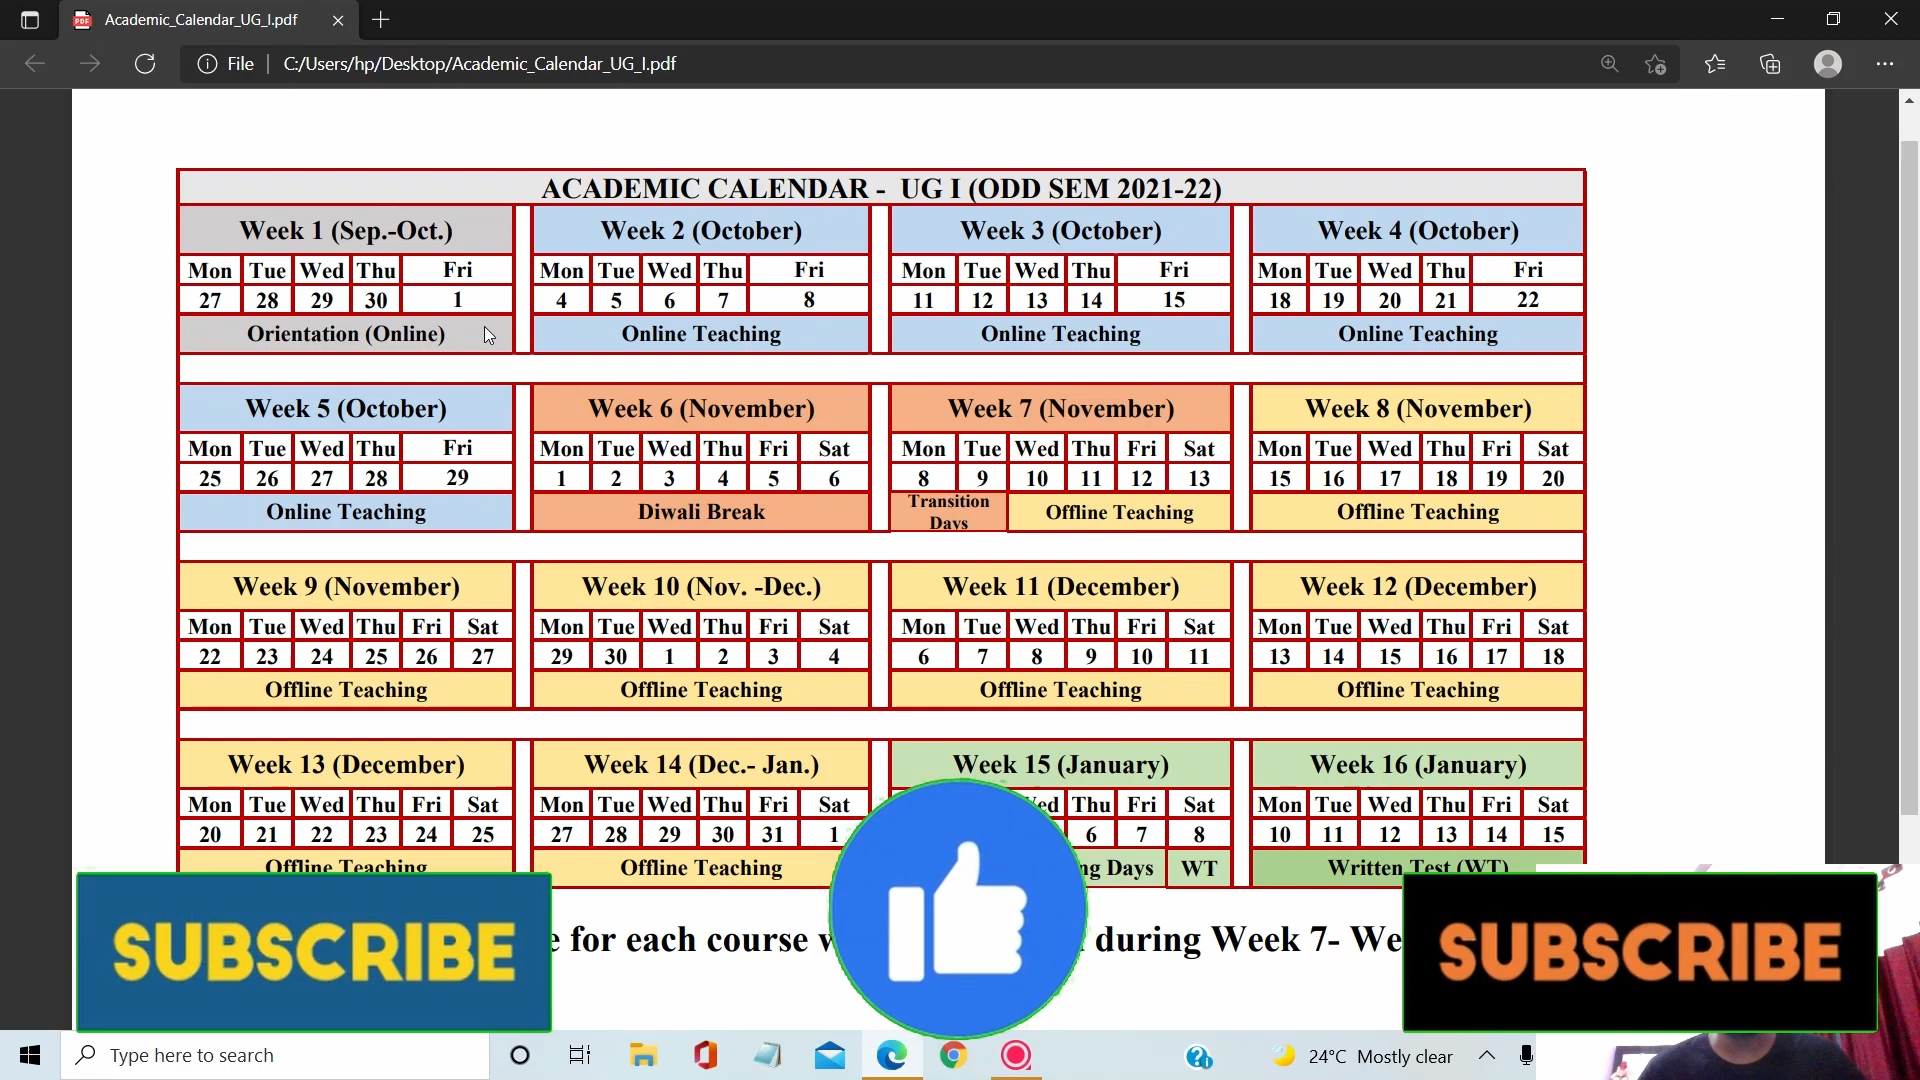 Academic_Calendar_UG_I.pdf
File | C:/Users/hp/Desktop/Academic_Calendar_UG_I.pdf
ACADEMIC CALENDAR - UG I (ODD SEM 2021-22)
Week 1 (Sep.-Oct.) Week 2 (October) Week 3 (October) Week 4 (October)
Mon Tue Wed Thu Fri Mon Tue Wed Thu Fri Mon Tue Wed Thu Fri Mon Tue Wed Thu Fri
27 28 29 30 1 4 5 6 7 8 11 12 13 14 15 18 19 20 21 22
Orientation (Online) Online Teaching Online Teaching Online Teaching
Week 5 (October) Week 6 (November) Week 7 (November) Week 8 (November)
Mon Tue Wed Thu Fri Mon Tue Wed Thu Fri Sat Mon Tue Wed Thu Fri Sat Mon Tue Wed Thu Fri Sat
25 26 27 28 29 1 2 3 4 5 6 8 9 10 11 12 13 15 16 17 18 19 20
Online Teaching Diwali Break Transition Days Offline Teaching Offline Teaching
Week 9 (November) Week 10 (Nov. -Dec.) Week 11 (December) Week 12 (December)
Mon Tue Wed Thu Fri Sat Mon Tue Wed Thu Fri Sat Mon Tue Wed Thu Fri Sat Mon Tue Wed Thu Fri Sat
22 23 24 25 26 27 29 30 1 2 3 4 6 7 8 9 10 11 13 14 15 16 17 18
Offline Teaching Offline Teaching Offline Teaching Offline Teaching
Week 13 (December) Week 14 (Dec.- Jan.) Week 15 (January) Week 16 (January)
Mon Tue Wed Thu Fri Sat Mon Tue Wed Thu Fri Sat Thu Fri Sat Mon Tue Wed Thu Fri Sat
20 21 22 23 24 25 27 28 29 30 31 1 6 7 8 10 11 12 13 14 15
Offline Teaching Offline Teaching Days WT Written Test (WT)
for each course during Week 7-
SUBSCRIBE SUBSCRIBE
Type here to search 24°C Mostly clear